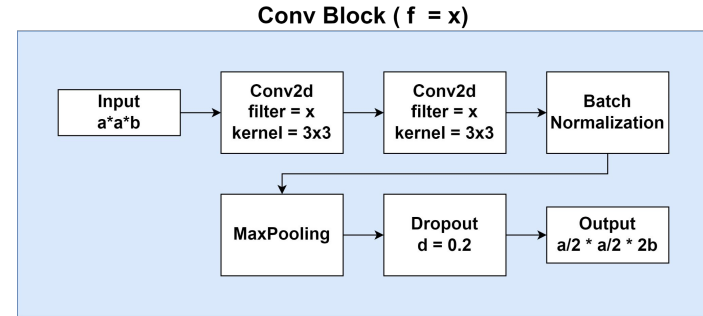 Conv Block ( f = x)
Input
a*a*b
Conv2d
filter = x
kernel = 3x3
Conv2d
filter = x
kernel = 3x3
Batch
Normalization
MaxPooling
Dropout
d = 0.2
Output
a/2 * a/2 * 2b